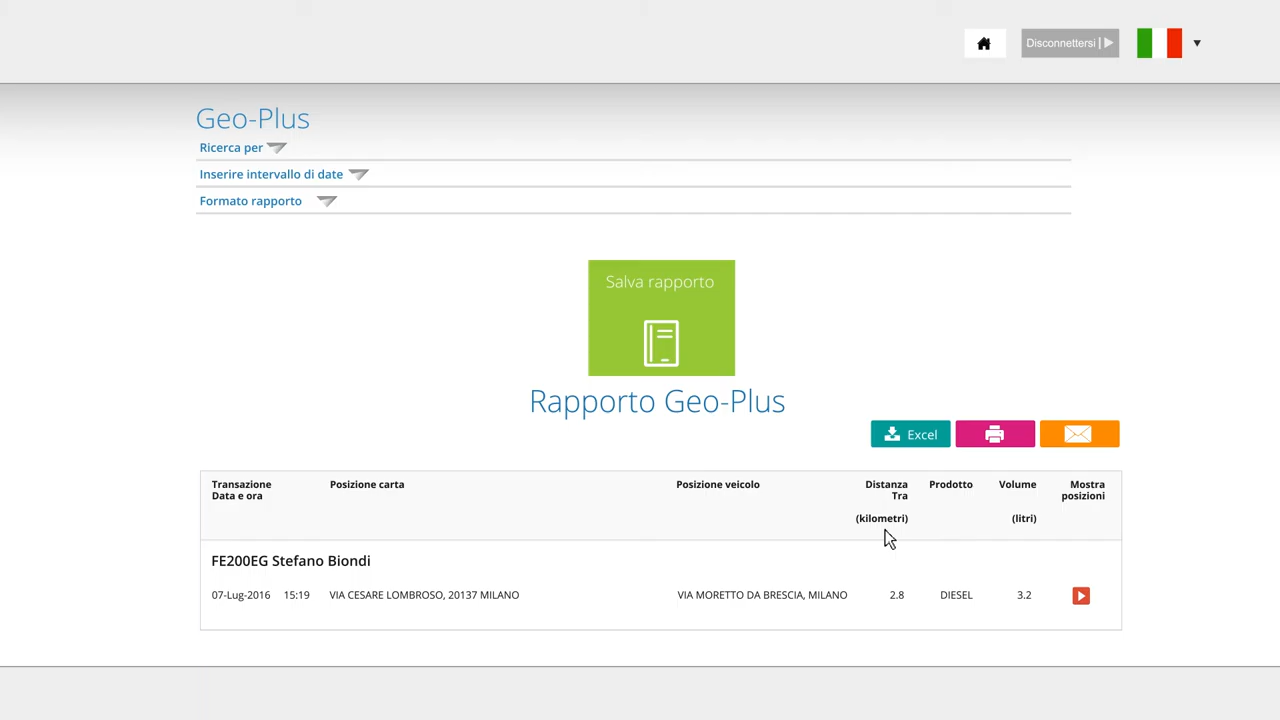 Disconnettersi
Geo-Plus
Ricerca per
Inserire intervallo di date
Formato rapporto
Salva rapporto
Rapporto Geo-Plus
Excel
Transazione Data e ora
Posizione carta
Posizione veicolo
Distanza Tra (kilometri)
Prodotto
Volume (litri)
Mostra posizioni
FE200EG Stefano Biondi
07-Lug-2016 15:19 VIA CESARE LOMBROSO, 20137 MILANO VIA MORETTO DA BRESCIA, MILANO 2.8 DIESEL 3.2